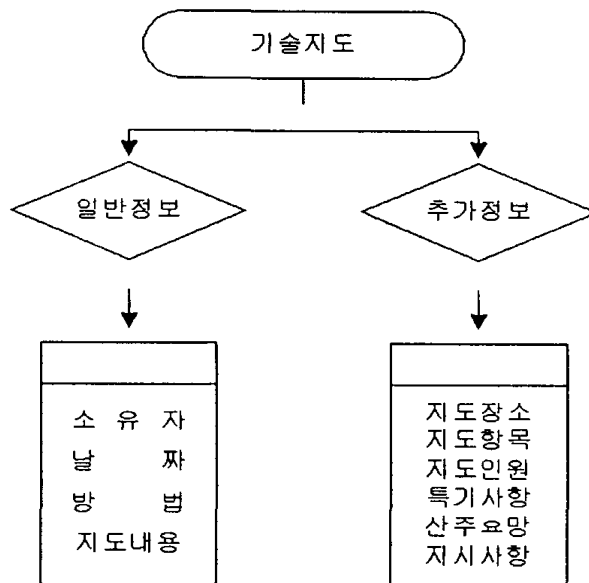 기술지도
일반정보
추가정보
소 유 자
날 짜
방 법
지도내용
지도장소
지도항목
지도인원
특기사항
산주요망
지시사항